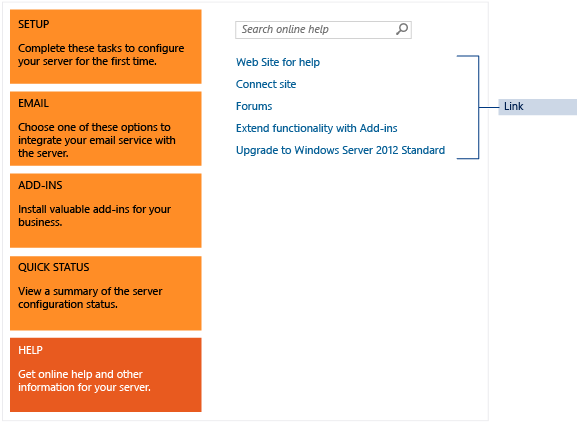 SETUP
Complete these tasks to configure
your server for the first time.
EMAIL
Choose one of these options to
integrate your email service with
the server.
ADD-INS
Install valuable add-ins for your
business.
QUICK STATUS
View a summary of the server
configuration status.
HELP
Get online help and other
information for your server.
Search online help
Web Site for help
Connect site
Forums
Extend functionality with Add-ins
Upgrade to Windows Server 2012 Standard
Link